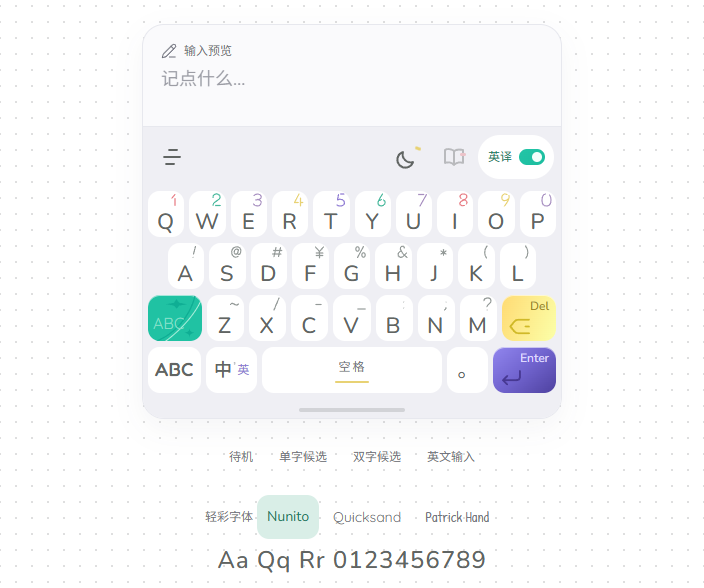 输入预览
记点什么...
英译
1 2 3 4 5 6 7 8 9 0
Q W E R T Y U I O P
! @ # ¥ % & * ( )
A S D F G H J K L
~ / - _ : , ? Del
ABC Z X C V B N M
Enter
ABC 中 英 空格 。
待机 单字候选 双字候选 英文输入
轻彩字体 Nunito Quicksand Patrick Hand
Aa Qq Rr 0123456789